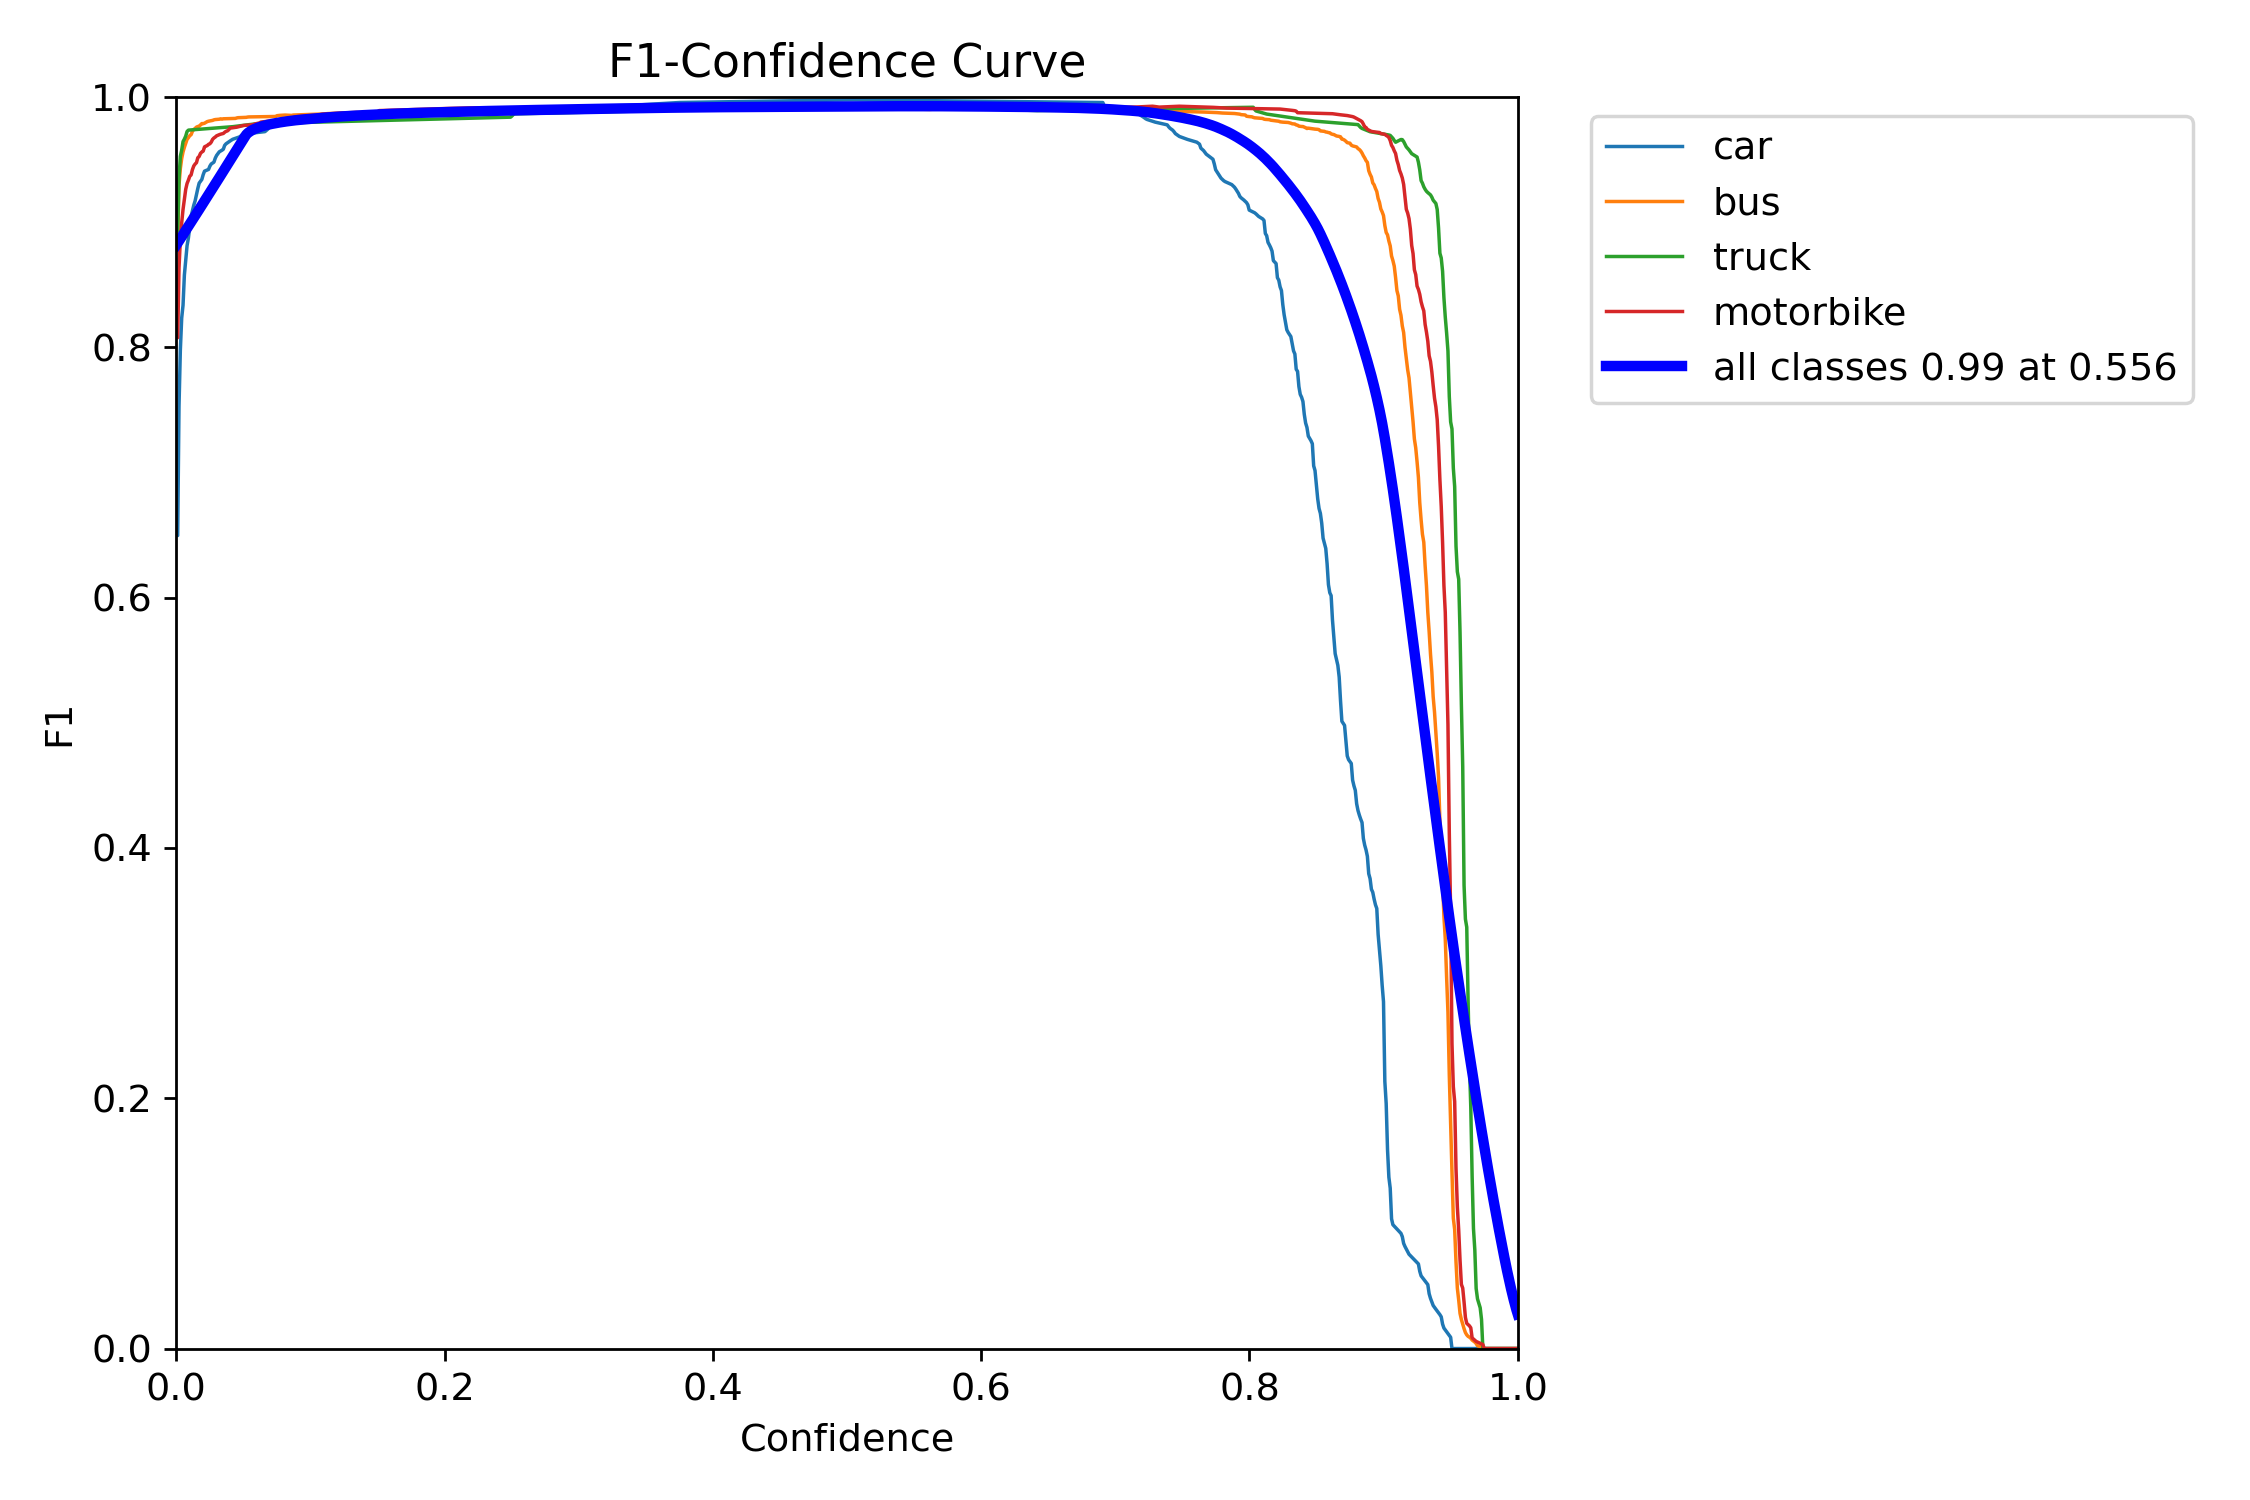 F1-Confidence Curve
1.0
0.8
0.6
0.4
0.2
0.0
F1
0.0 0.2 0.4 0.6 0.8 1.0
Confidence
car
bus
truck
motorbike
all classes 0.99 at 0.556